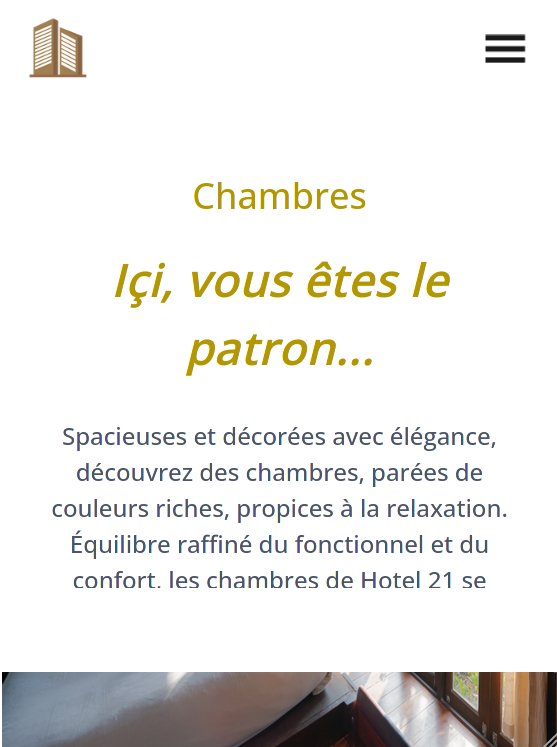 Chambres
Içi, vous êtes le
patron...
Spacieuses et décorées avec élégance,
découvrez des chambres, parées de
couleurs riches, propices à la relaxation.
Équilibre raffiné du fonctionnel et du
confort, les chambres de Hotel 21 se